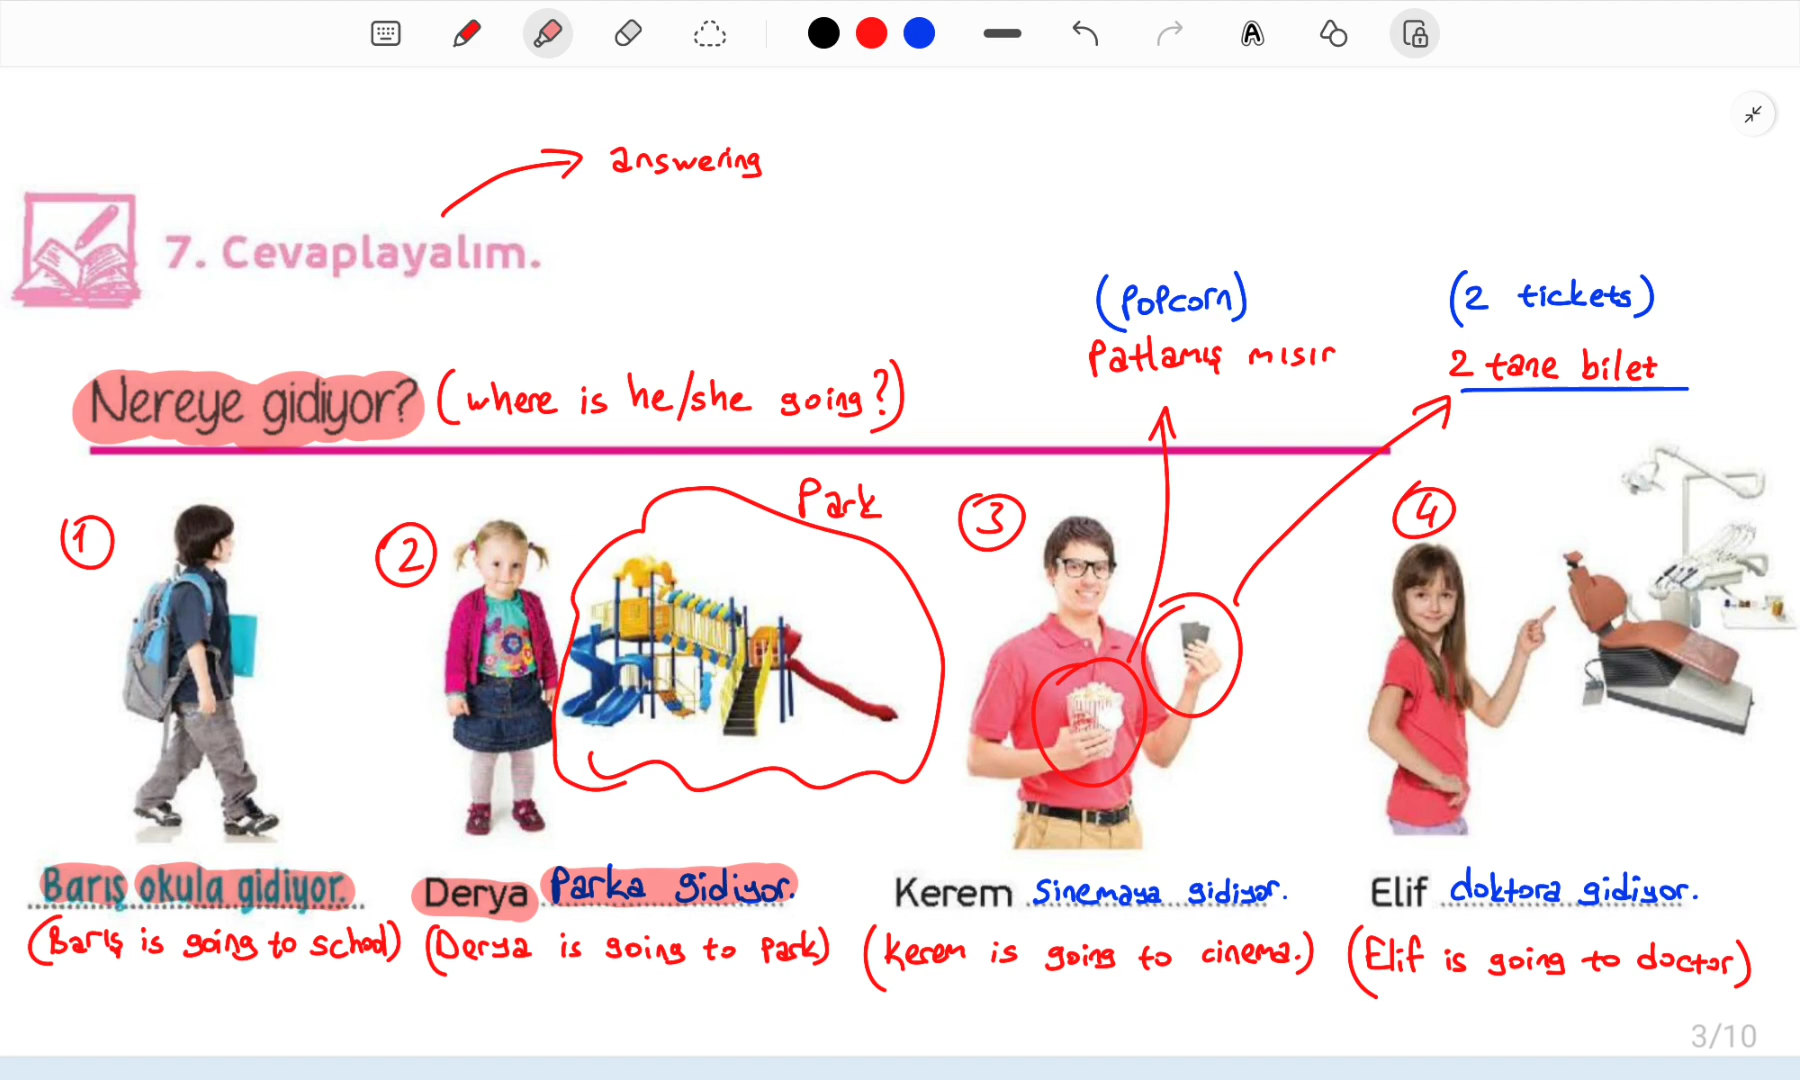 answering
7. Cevaplayalım.
(Popcorn)
(2 tickets)
Patlamış mısır
2 tane bilet
Nereye gidiyor? (where is he/she going?)
Park
1
2
3
4
Barış okula gidiyor.
Derya Parka gidiyor.
Kerem sinemaya gidiyor.
Elif doktora gidiyor.
(Barış is going to school)
(Derya is going to park)
(Kerem is going to cinema.)
(Elif is going to doctor)
3/10